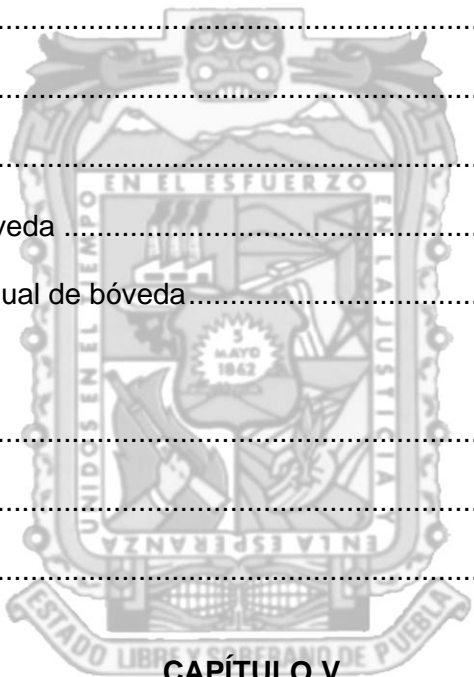 UNIDOS EN EL TIEMPO
EN EL ESFUERZO
EN LA JUSTICIA Y
EN LA ESPERANZA
veda ........................................................
ual de bóveda........................................
5
MAYO
1862
ESTADO LIBRE Y SOBERANO DE PUEBLA
CAPÍTULO V